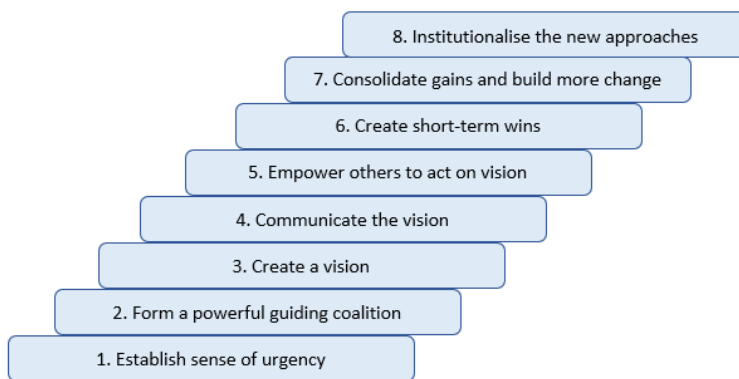 8. Institutionalise the new approaches
7. Consolidate gains and build more change
6. Create short-term wins
5. Empower others to act on vision
4. Communicate the vision
3. Create a vision
2. Form a powerful guiding coalition
1. Establish sense of urgency